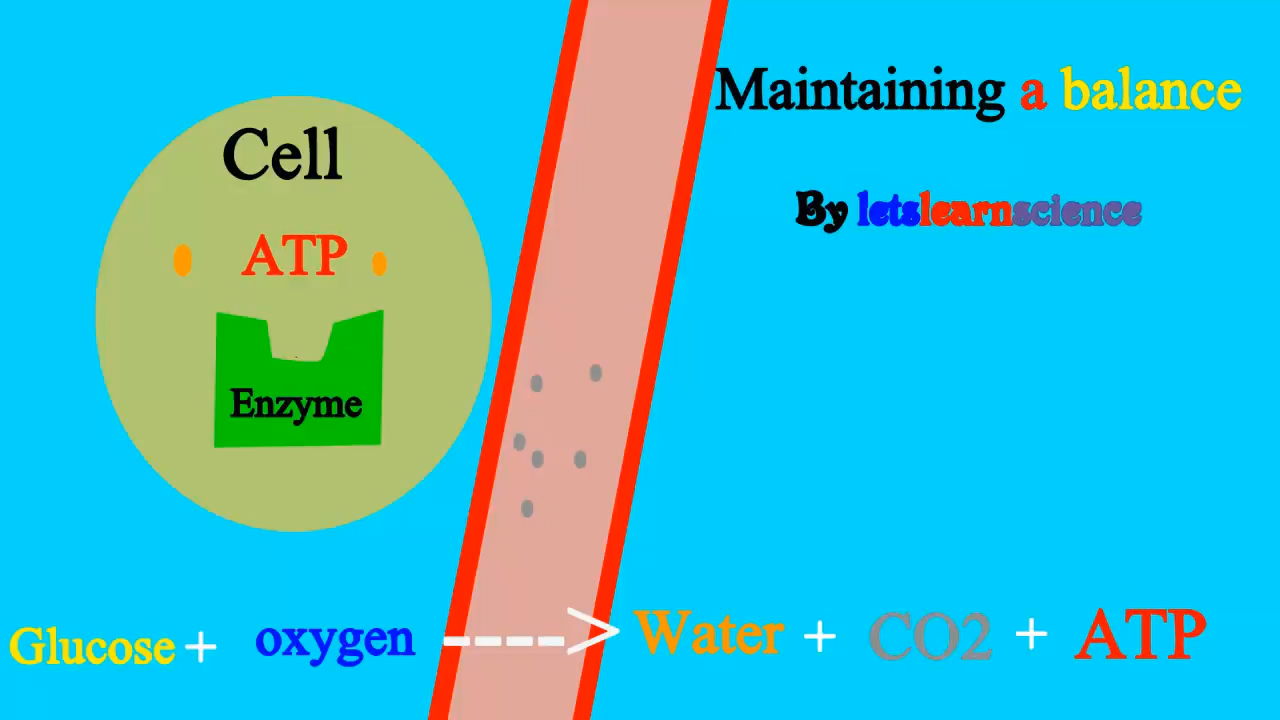 Maintaining a balance
By letslearnscience
Cell
ATP
Enzyme
Glucose + oxygen ----> Water + CO2 + ATP